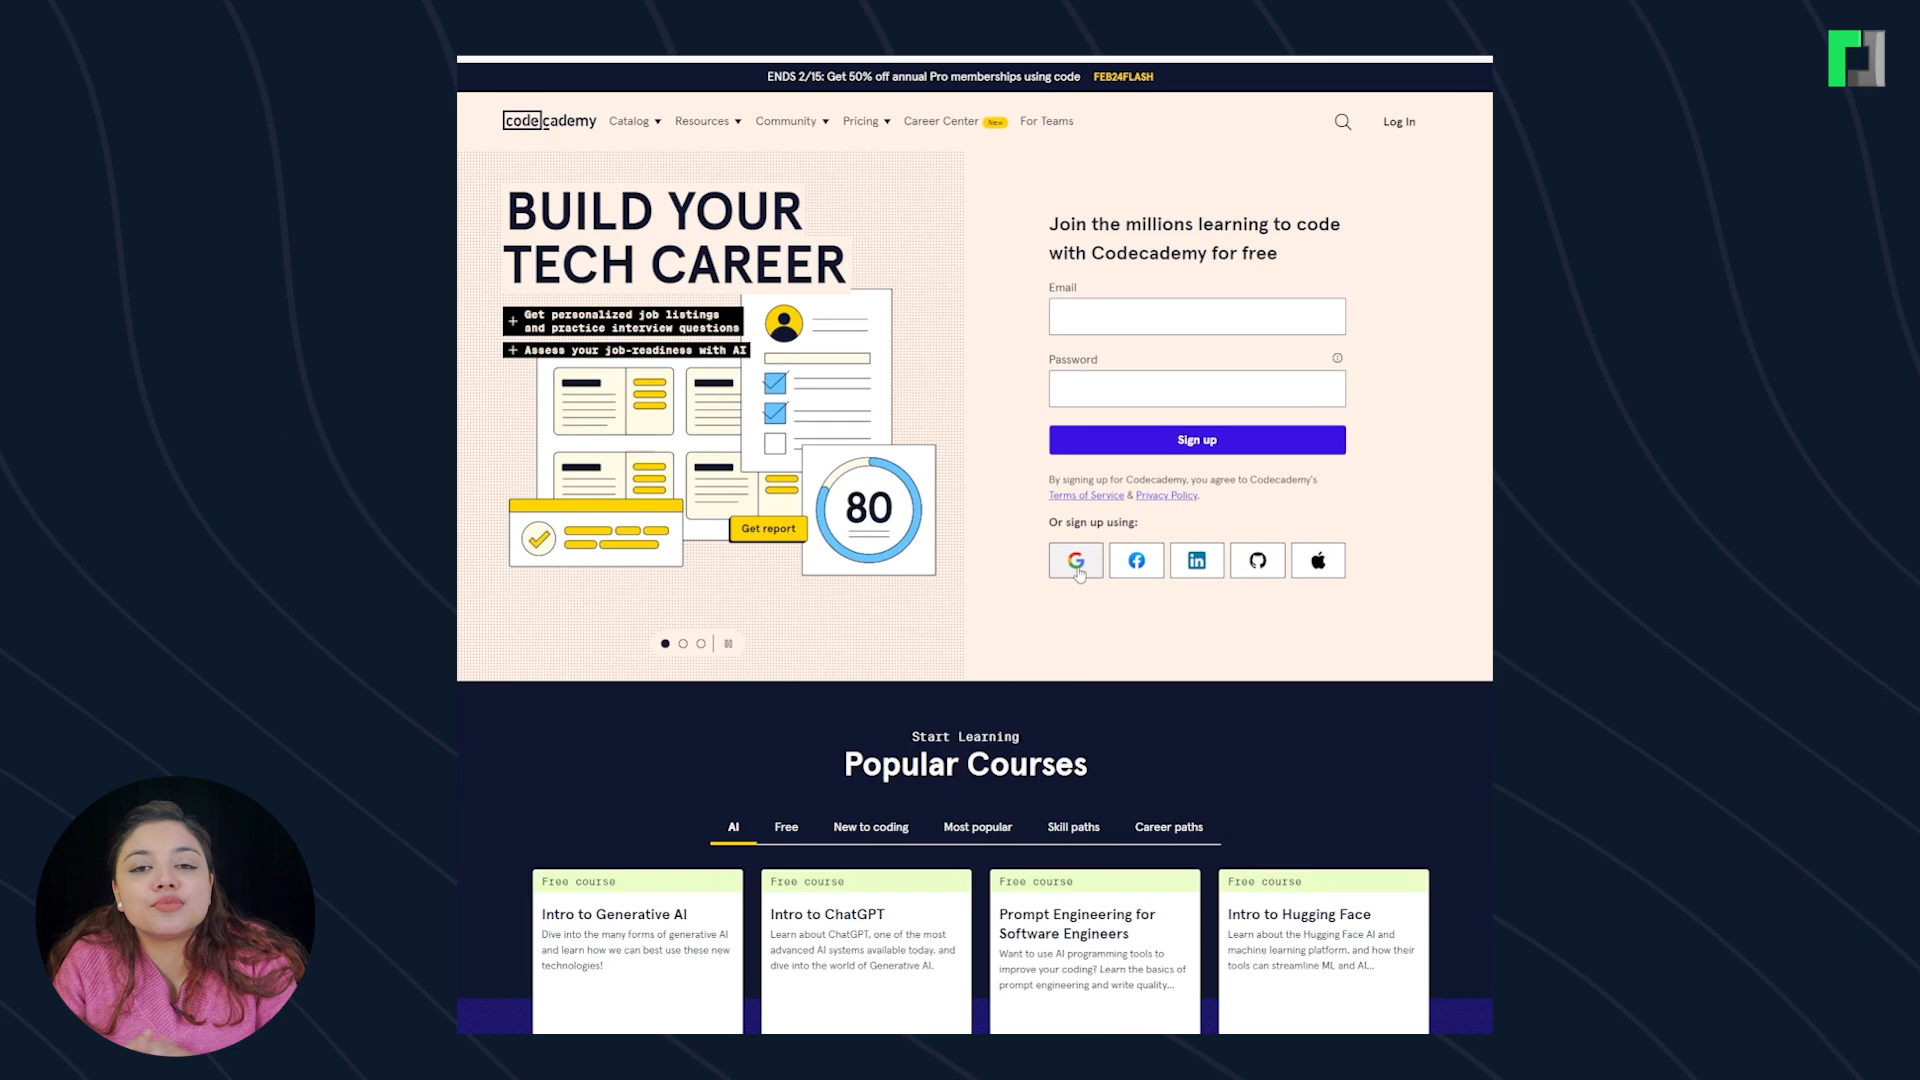 ENDS 2/15: Get 50% off annual Pro memberships using code FEB24FLASH
codecademy Catalog Resources Community Pricing Career Center New For Teams Log In
BUILD YOUR
TECH CAREER
+ Get personalized job listings
and practice interview questions
+ Assess your job-readiness with AI
Get report
80
Join the millions learning to code
with Codecademy for free
Email
Password
Sign up
By signing up for Codecademy, you agree to Codecademy's
Terms of Service & Privacy Policy.
Or sign up using:
Start Learning
Popular Courses
AI Free New to coding Most popular Skill paths Career paths
Free course
Intro to Generative AI
Dive into the many forms of generative AI
and learn how we can best use these new
technologies!
Free course
Intro to ChatGPT
Learn about ChatGPT, one of the most
advanced AI systems available today, and
dive into the world of Generative AI.
Free course
Prompt Engineering for
Software Engineers
Want to use AI programming tools to
improve your coding? Learn the basics of
prompt engineering and write quality...
Free course
Intro to Hugging Face
Learn about the Hugging Face AI and
machine learning platform, and how their
tools can streamline ML and AI...